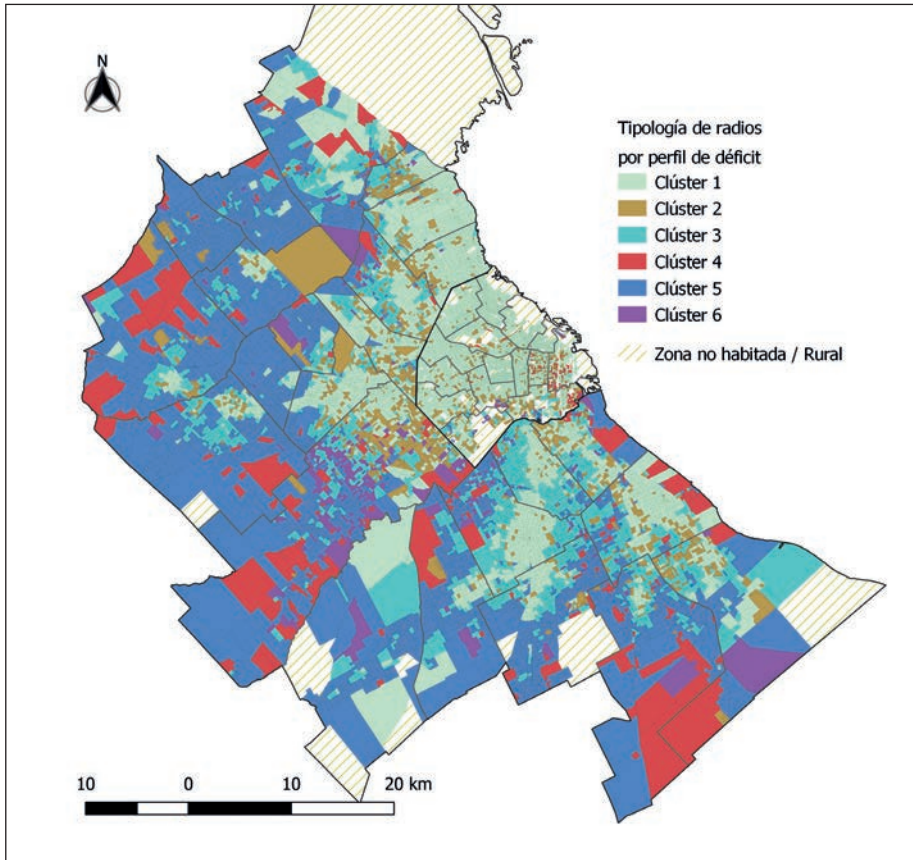 N
Tipología de radios
por perfil de déficit
Clúster 1
Clúster 2
Clúster 3
Clúster 4
Clúster 5
Clúster 6
Zona no habitada / Rural
10 0 10 20 km